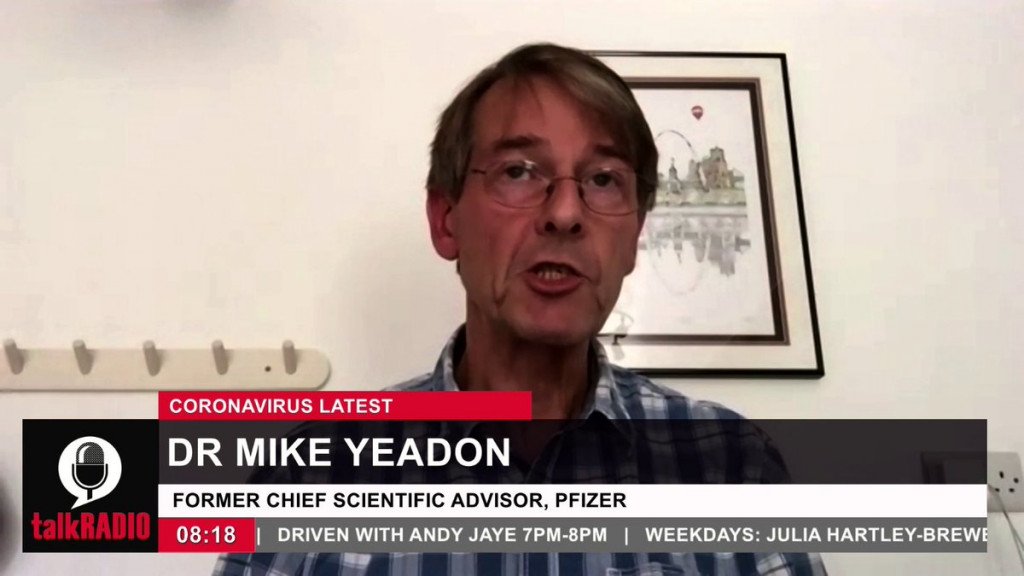 CORONAVIRUS LATEST
DR MIKE YEADON
FORMER CHIEF SCIENTIFIC ADVISOR, PFIZER
talkRADIO
08:18 | DRIVEN WITH ANDY JAYE 7PM-8PM | WEEKDAYS: JULIA HARTLEY-BREWE